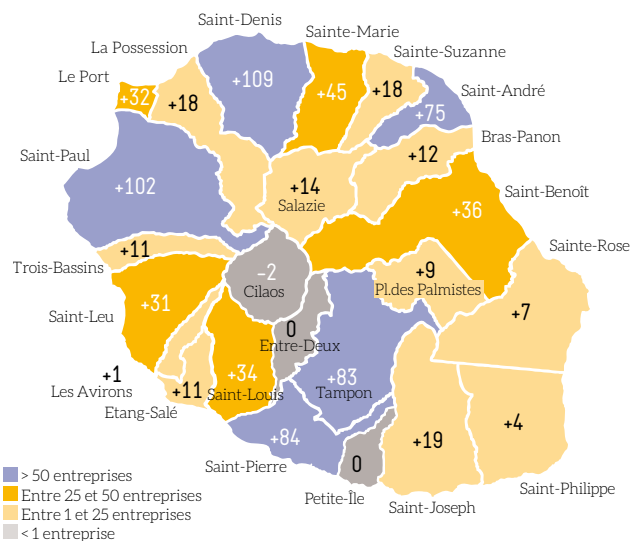 Saint-Denis
+109
Sainte-Marie
+45
La Possession
+18
Sainte-Suzanne
+18
Le Port
+32
Saint-André
+75
Bras-Panon
+12
Saint-Paul
+102
+14
Salazie
Saint-Benoît
+36
Sainte-Rose
+7
Trois-Bassins
+11
-2
Cilaos
+9
Pl.des Palmistes
Saint-Leu
+31
0
Entre-Deux
+1
Les Avirons
Etang-Salé
+11
+34
Saint-Louis
+83
Tampon
+4
Saint-Philippe
+84
Saint-Pierre
0
Petite-Île
+19
Saint-Joseph
> 50 entreprises
Entre 25 et 50 entreprises
Entre 1 et 25 entreprises
< 1 entreprise